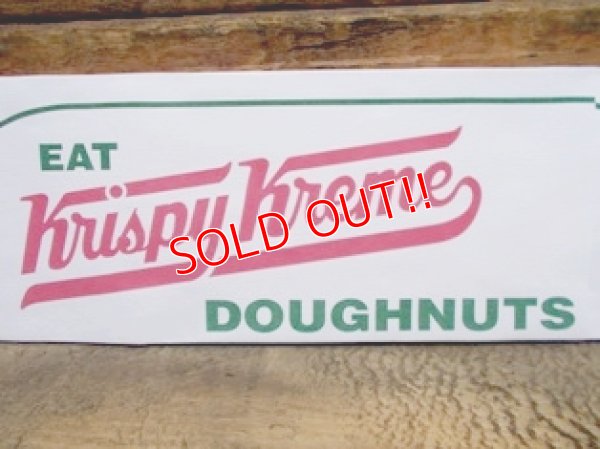 EAT
Krispy Kreme
DOUGHNUTS
SOLD OUT!!